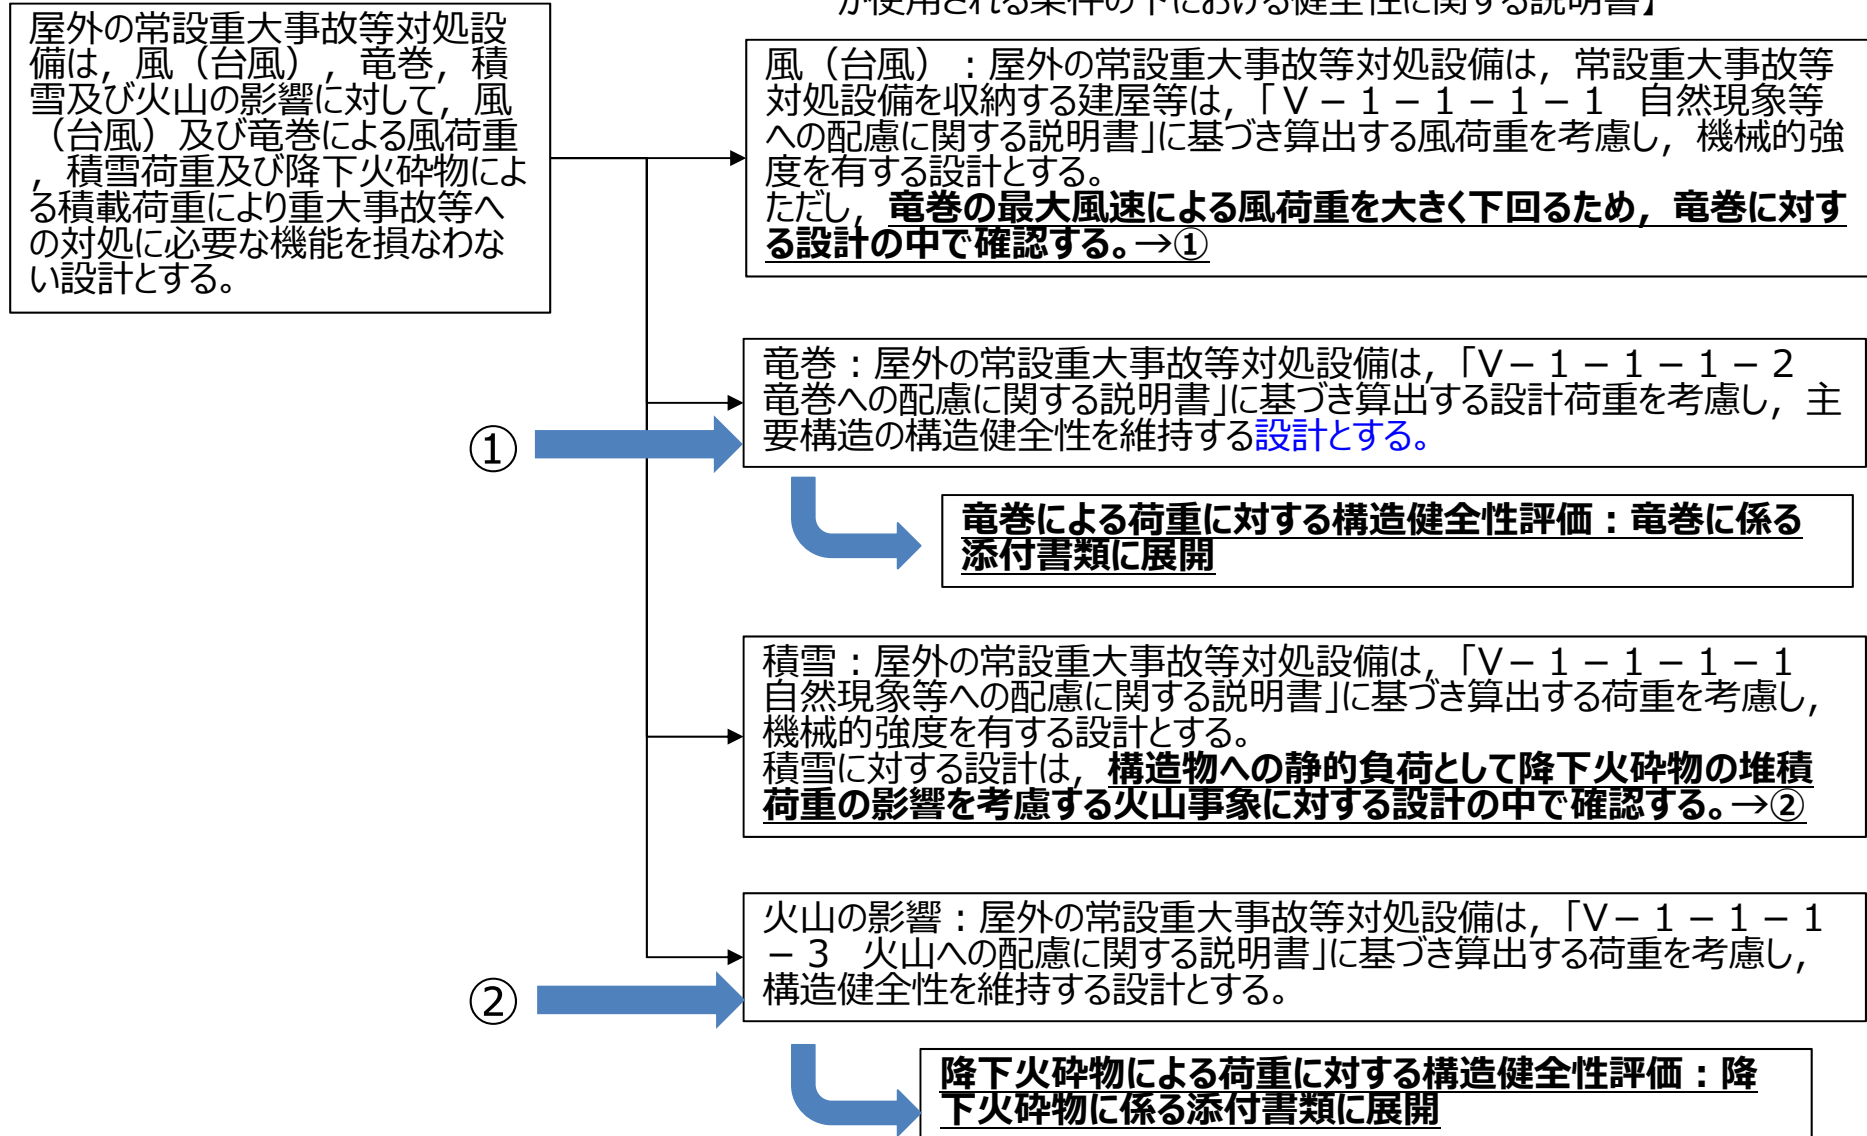 が使用される条件の下における健全性に関する説明書】
屋外の常設重大事故等対処設
備は，風（台風），竜巻，積
雪及び火山の影響に対して，風
（台風）及び竜巻による風荷重
，積雪荷重及び降下火砕物によ
る積載荷重により重大事故等へ
の対処に必要な機能を損なわな
い設計とする。
風（台風）：屋外の常設重大事故等対処設備は，常設重大事故等
対処設備を収納する建屋等は，「Ⅴ－１－１－１－１　自然現象等
への配慮に関する説明書」に基づき算出する風荷重を考慮し，機械的強
度を有する設計とする。
ただし，竜巻の最大風速による風荷重を大きく下回るため，竜巻に対す
る設計の中で確認する。→①
①
竜巻：屋外の常設重大事故等対処設備は，「Ⅴ－１－１－１－２
竜巻への配慮に関する説明書」に基づき算出する設計荷重を考慮し，主
要構造の構造健全性を維持する設計とする。
竜巻による荷重に対する構造健全性評価：竜巻に係る
添付書類に展開
積雪：屋外の常設重大事故等対処設備は，「Ⅴ－１－１－１－１
自然現象等への配慮に関する説明書」に基づき算出する荷重を考慮し，
機械的強度を有する設計とする。
積雪に対する設計は，構造物への静的負荷として降下火砕物の堆積
荷重の影響を考慮する火山事象に対する設計の中で確認する。→②
②
火山の影響：屋外の常設重大事故等対処設備は，「Ⅴ－１－１－１
－３　火山への配慮に関する説明書」に基づき算出する荷重を考慮し，
構造健全性を維持する設計とする。
降下火砕物による荷重に対する構造健全性評価：降
下火砕物に係る添付書類に展開